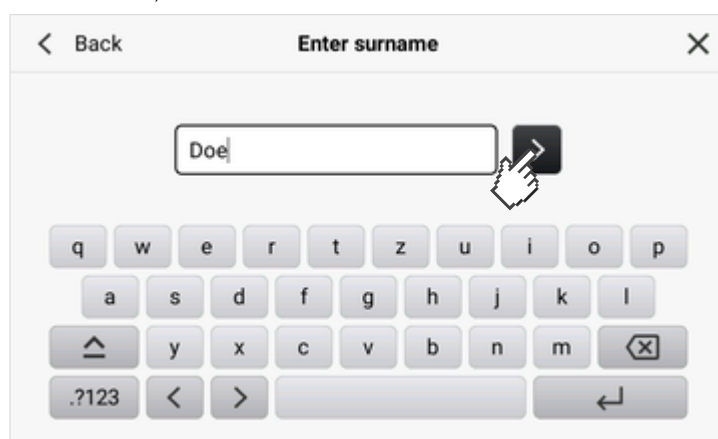 Back Enter surname
Doe
q w e r t z u i o p
a s d f g h j k l
y x c v b n m
.?123